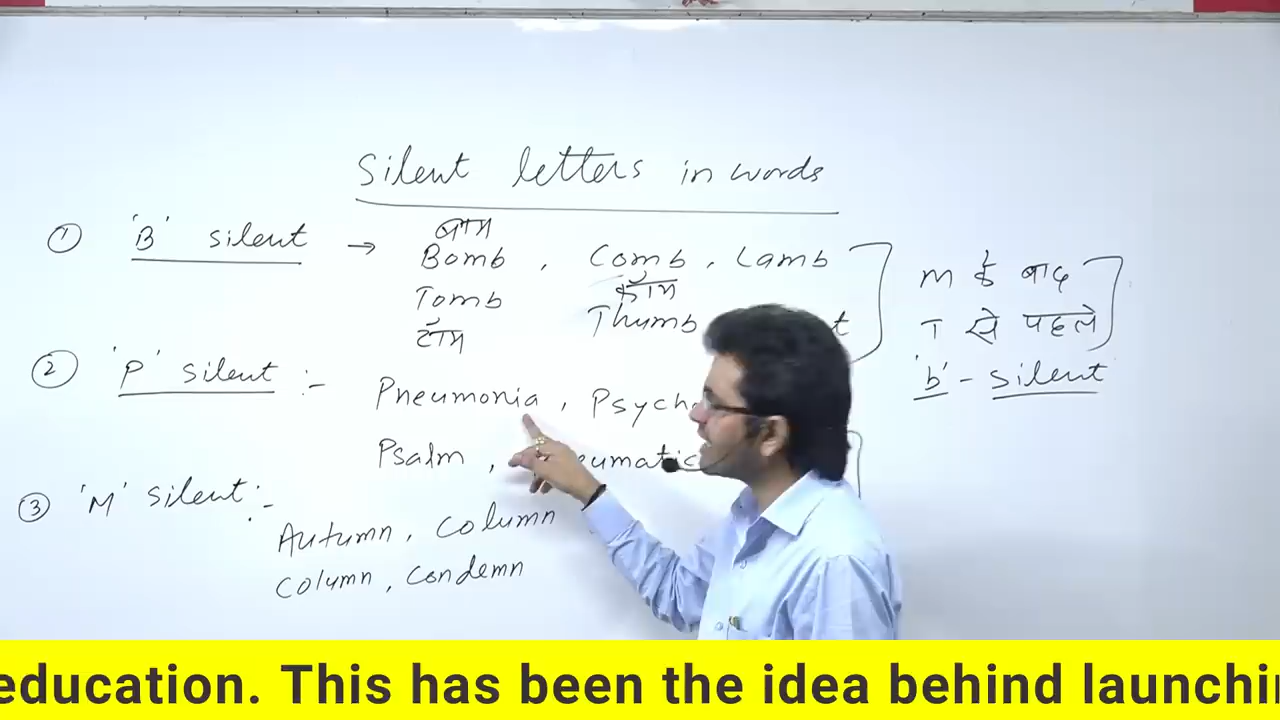 Silent letters in words
① 'B' silent → Bomb, Comb, Lamb
बाम
Tomb Thumb t
टॉम कॉम
M के बाद
T से पहले
'b' - silent
② 'P' silent :- Pneumonia, Psych
Psalm, eumatic
③ 'M' silent :-
Autumn, Column
Column, Condemn
education. This has been the idea behind launchi